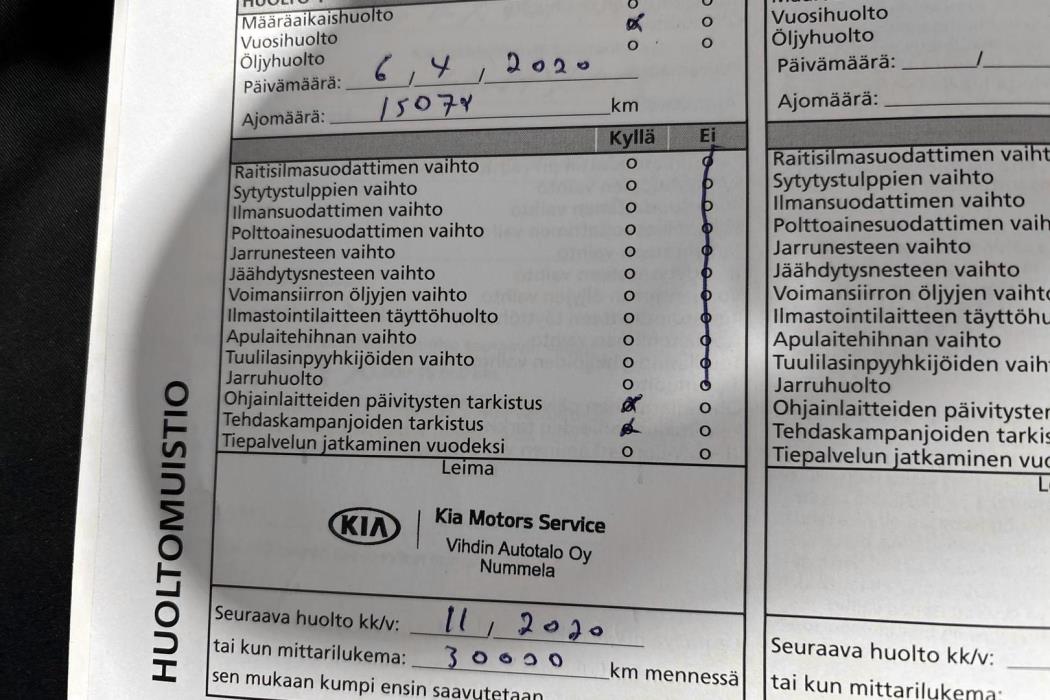 Määräaikaishuolto
Vuosihuolto
Öljyhuolto
Päivämäärä: 6 / 4 / 2020
Ajomäärä: km
Kyllä Ei
Raitisilmasuodattimen vaihto
Sytytystulppien vaihto
Ilmansuodattimen vaihto
Polttoainesuodattimen vaihto
Jarrunesteen vaihto
Jäähdytysnesteen vaihto
Voimansiirron öljyjen vaihto
Ilmastointilaitteen täyttöhuolto
Apulaitehihnan vaihto
Tuulilasinpyyhkijöiden vaihto
Jarruhuolto
Ohjainlaitteiden päivitysten tarkistus
Tehdaskampanjoiden tarkistus
Tiepalvelun jatkaminen vuodeksi
Leima
KIA | Kia Motors Service
Vihdin Autotalo Oy
Nummela
Seuraava huolto kk/v: 11 / 2020
tai kun mittarilukema: 30000 km mennessä
sen mukaan kumpi ensin saavutetaan
HUOLTOMUISTIO
Vuosihuolto
Öljyhuolto
Päivämäärä: /
Ajomäärä:
Raitisilmasuodattimen vaiht
Sytytystulppien vaihto
Ilmansuodattimen vaihto
Polttoainesuodattimen vaih
Jarrunesteen vaihto
Jäähdytysnesteen vaihto
Voimansiirron öljyjen vaihto
Ilmastointilaitteen täyttöhu
Apulaitehihnan vaihto
Tuulilasinpyyhkijöiden vaih
Jarruhuolto
Ohjainlaitteiden päivityster
Tehdaskampanjoiden tarkis
Tiepalvelun jatkaminen vuo
Seuraava huolto kk/v:
tai kun mittarilukema: